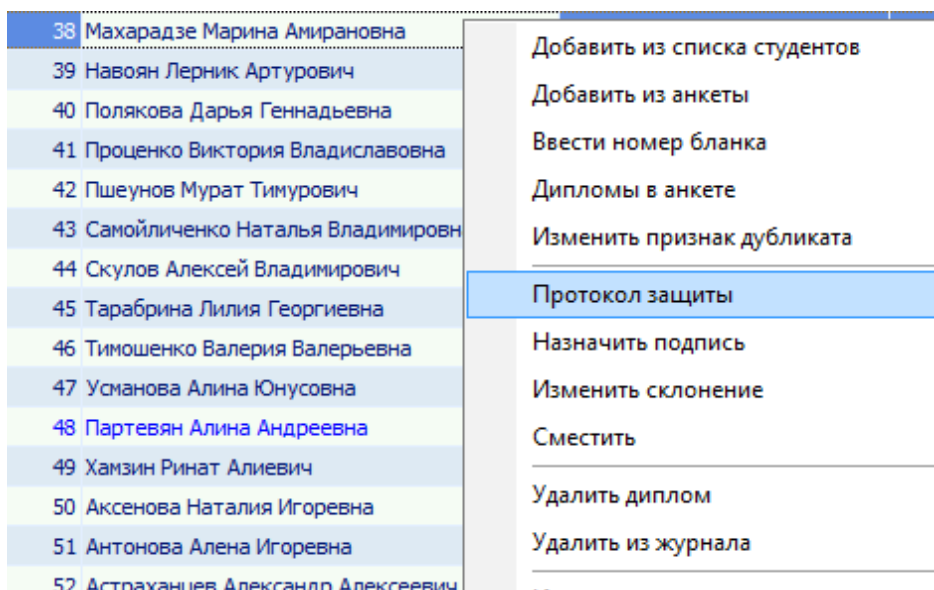 38 Махарадзе Марина Амирановна
39 Навоян Лерник Артурович
40 Полякова Дарья Геннадьевна
41 Проценко Виктория Владиславовна
42 Пшеунов Мурат Тимурович
43 Самойличенко Наталья Владимировн
44 Скулов Алексей Владимирович
45 Тарабрина Лилия Георгиевна
46 Тимошенко Валерия Валерьевна
47 Усманова Алина Юнусовна
48 Партевян Алина Андреевна
49 Хамзин Ринат Алиевич
50 Аксенова Наталия Игоревна
51 Антонова Алена Игоревна
52 Астраханцев Александр Алексеевич
Добавить из списка студентов
Добавить из анкеты
Ввести номер бланка
Дипломы в анкете
Изменить признак дубликата
Протокол защиты
Назначить подпись
Изменить склонение
Сместить
Удалить диплом
Удалить из журнала